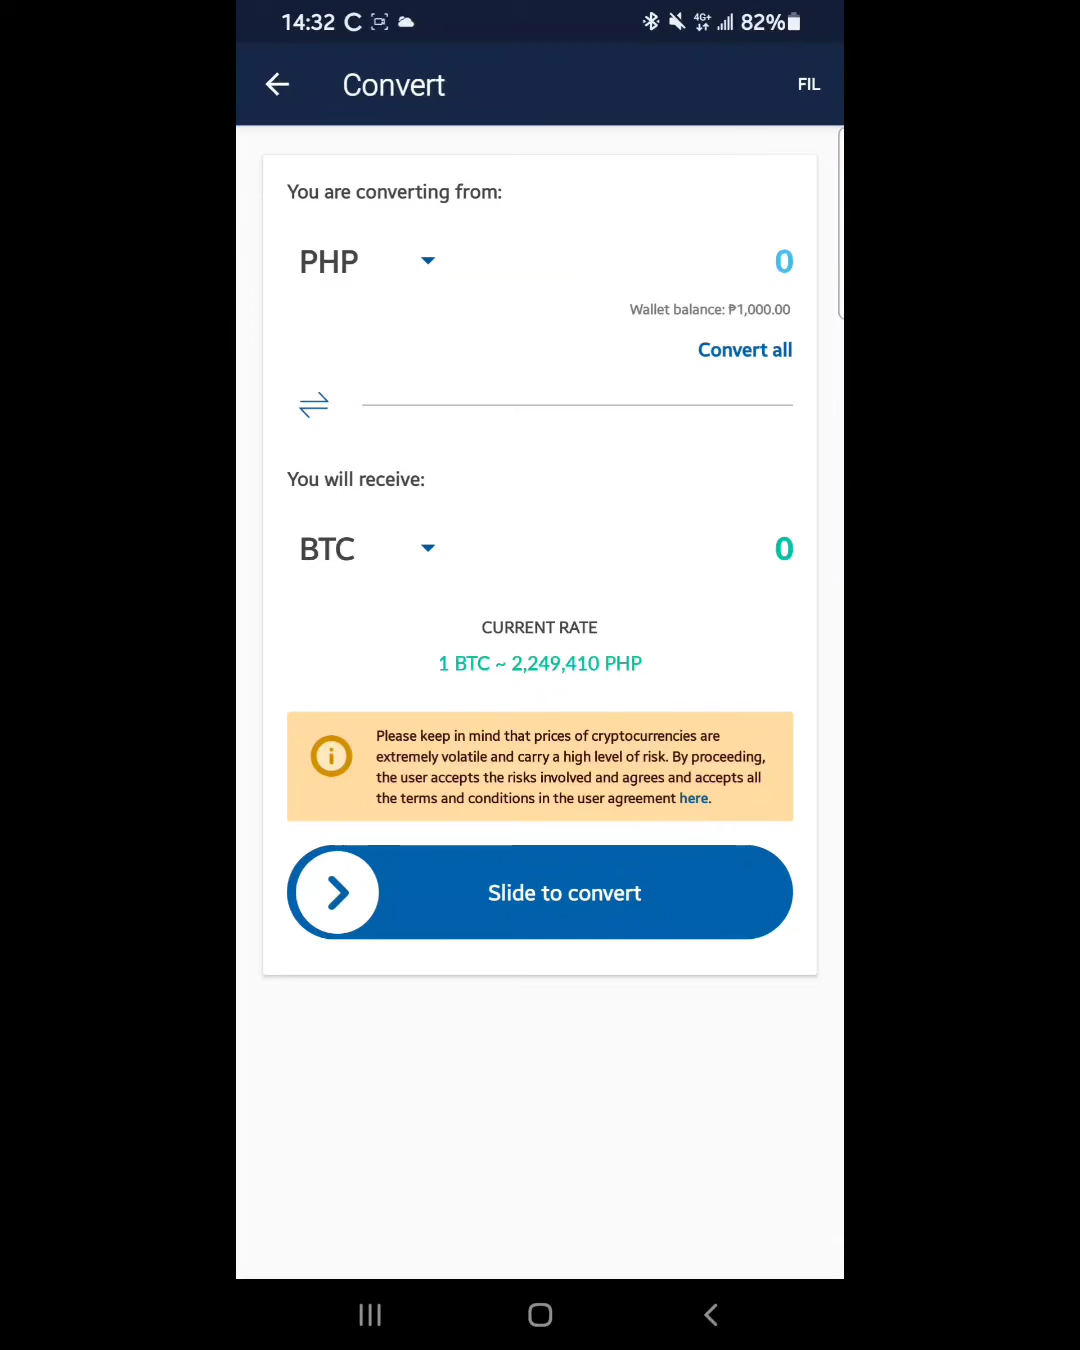 14:32
4G+
82%
Convert
FIL
You are converting from:
PHP
0
Wallet balance: ₱1,000.00
Convert all
You will receive:
BTC
0
CURRENT RATE
1 BTC ~ 2,249,410 PHP
Please keep in mind that prices of cryptocurrencies are
extremely volatile and carry a high level of risk. By proceeding,
the user accepts the risks involved and agrees and accepts all
the terms and conditions in the user agreement here.
Slide to convert